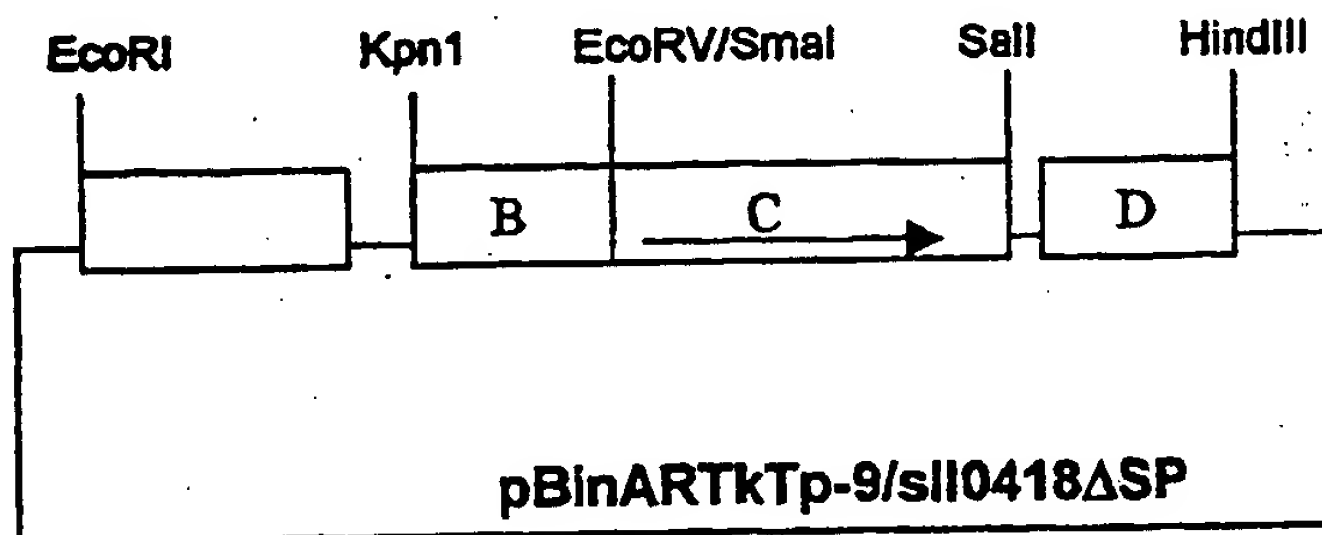 EcoRI Kpn1 EcoRV/SmaI SalI HindIII
B C D
pBinARTkTp-9/sll0418ΔSP